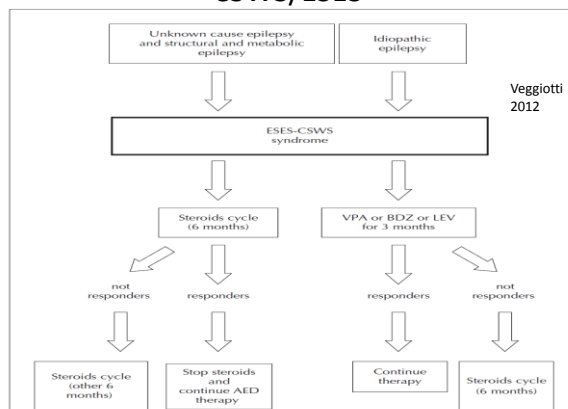 CSWS/ESES
Unknown cause epilepsy
and structural and metabolic
epilepsy
Idiopathic
epilepsy
Veggiotti
2012
ESES-CSWS
syndrome
Steroids cycle
(6 months)
VPA or BDZ or LEV
for 3 months
not
responders
responders
responders
not
responders
Steroids cycle
(other 6
months)
Stop steroids
and
continue AED
therapy
Continue
therapy
Steroids cycle
(6 months)